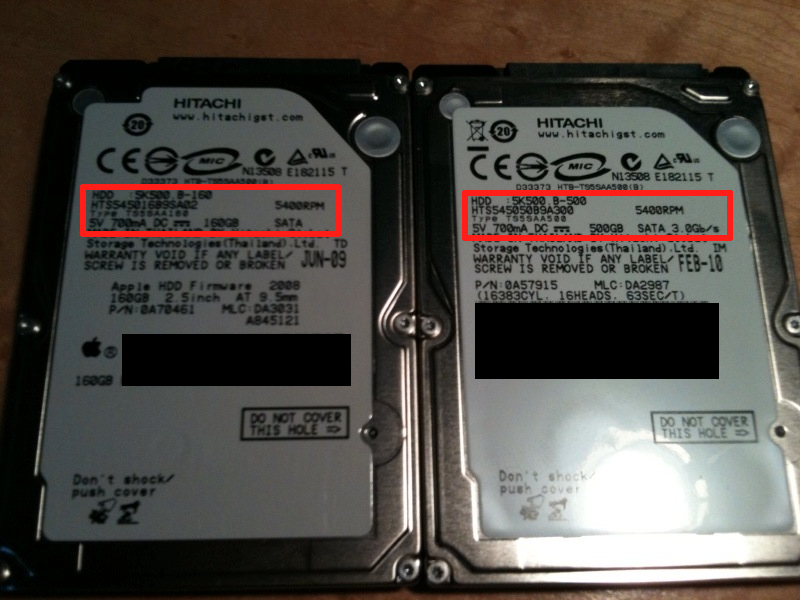 HITACHI
www.hitachigst.com
20
CE MIC C N13508 E182115 T
D33373 HTB-TS5SAA500(B)
HDD :5K500.B-160
HTS545016B9SA02 5400RPM
Type TS5SAA160
5V 700mA DC 160GB SATA
Storage Technologies(Thailand).Ltd. TD
WARRANTY VOID IF ANY LABEL/
SCREW IS REMOVED OR BROKEN JUN-09
Apple HDD Firmware 2008
160GB 2.5inch AT 9.5mm
P/N:0A70461 MLC:DA3031
A845121
®
160GB
DO NOT COVER
THIS HOLE ⇒
Don't shock/
push cover
HITACHI
www.hitachigst.com
20
CE MIC C N13508 E182115 T
D33373 HTB-TS5SAA500(B)
HDD :5K500.B-500
HTS545050B9A300 5400RPM
Type TS5SAA500
5V 700mA DC 500GB SATA 3.0Gb/s
Storage Technologies(Thailand).Ltd. IM
WARRANTY VOID IF ANY LABEL/
SCREW IS REMOVED OR BROKEN FEB-10
P/N:0A57915 MLC:DA2987
(16383CYL. 16HEADS. 63SEC/T)
DO NOT COVER
THIS HOLE ⇒
Don't shock/
push cover